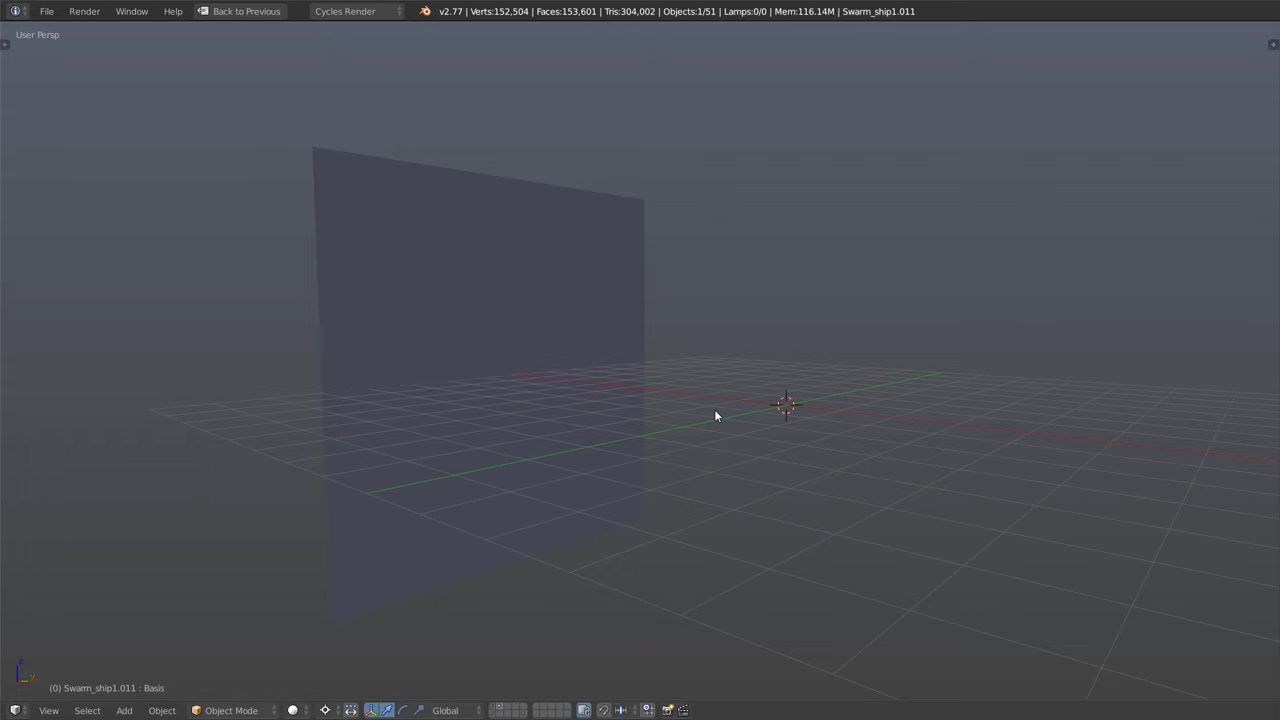 File Render Window Help Back to Previous Cycles Render v2.77 | Verts:152,504 | Faces:153,601 | Tris:304,002 | Objects:1/51 | Lamps:0/0 | Mem:116.14M | Swarm_ship1.011
User Persp
z
y
(0) Swarm_ship1.011 : Basis
View Select Add Object Object Mode Global